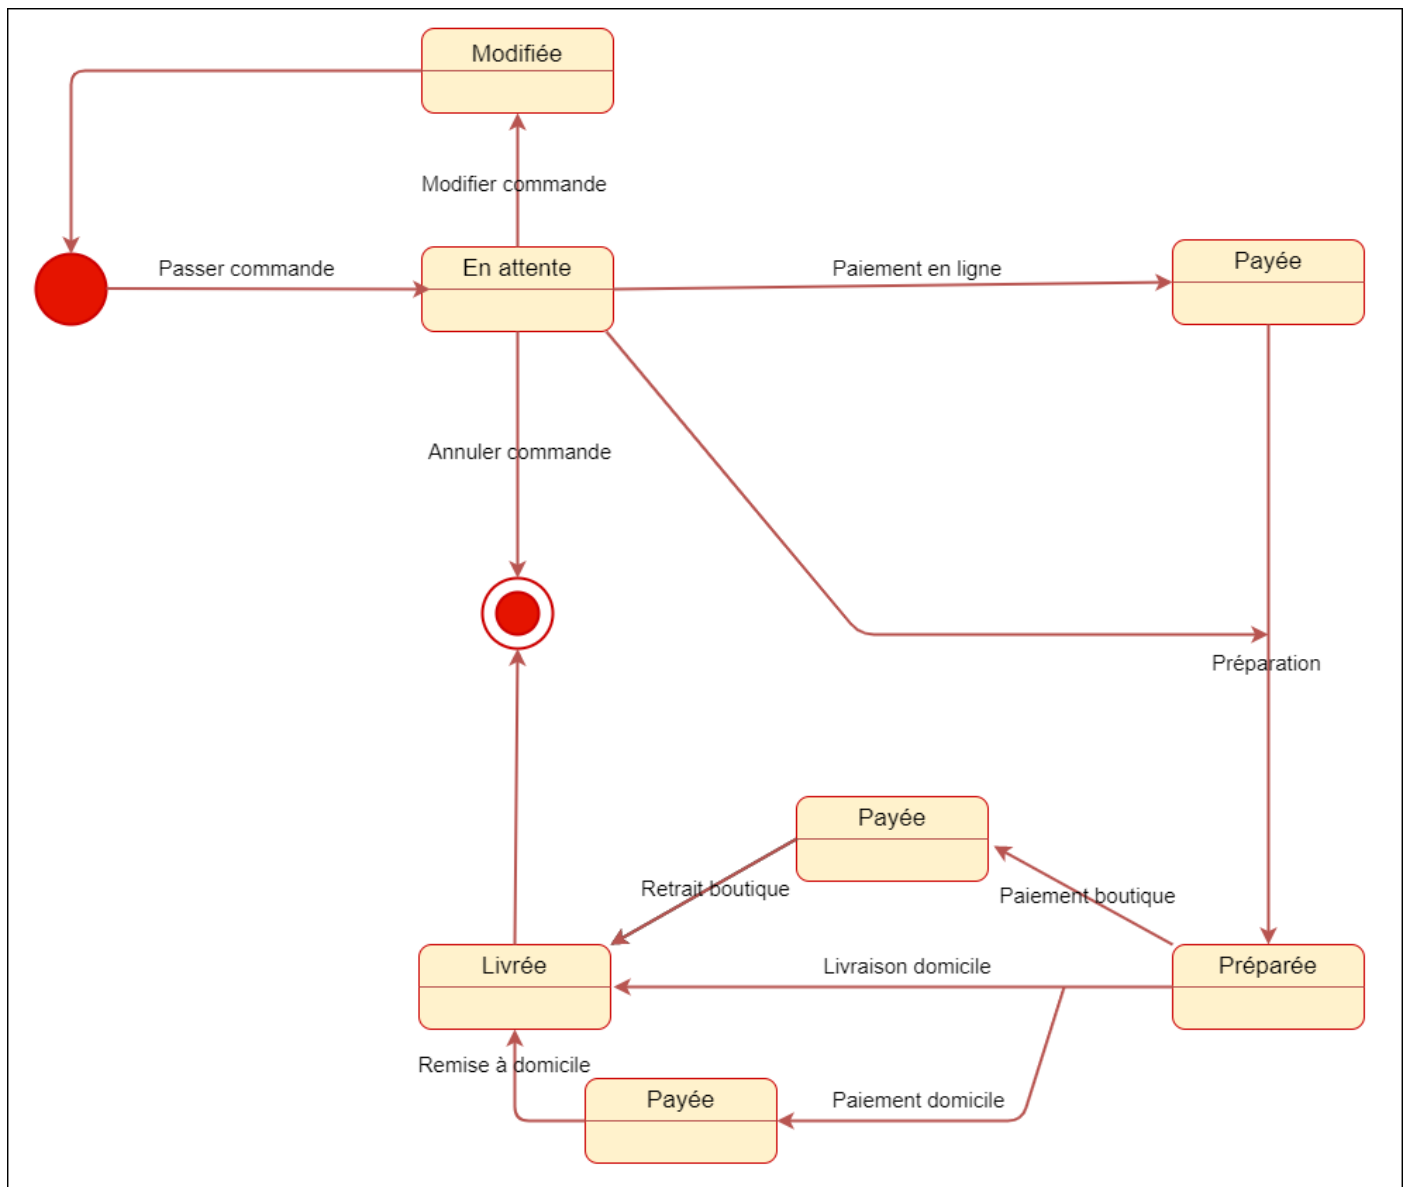 Modifiée
Modifier commande
Passer commande
En attente
Paiement en ligne
Payée
Annuler commande
Préparation
Payée
Retrait boutique
Paiement boutique
Livrée
Livraison domicile
Préparée
Remise à domicile
Payée
Paiement domicile